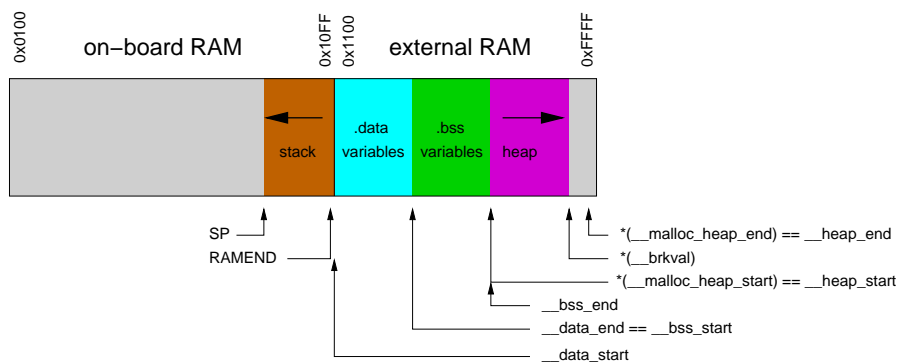 0x0100
on−board RAM
0x10FF
0x1100
external RAM
0xFFFF
stack
.data
variables
.bss
variables
heap
SP
RAMEND
*(__malloc_heap_end) == __heap_end
*(__brkval)
*(__malloc_heap_start) == __heap_start
__bss_end
__data_end == __bss_start
__data_start